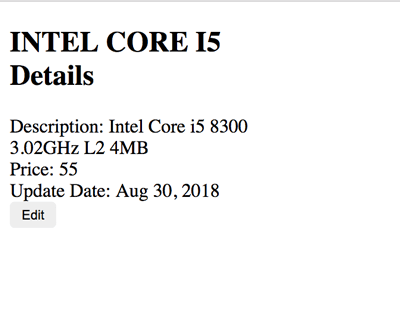 INTEL CORE I5
Details
Description: Intel Core i5 8300
3.02GHz L2 4MB
Price: 55
Update Date: Aug 30, 2018
Edit